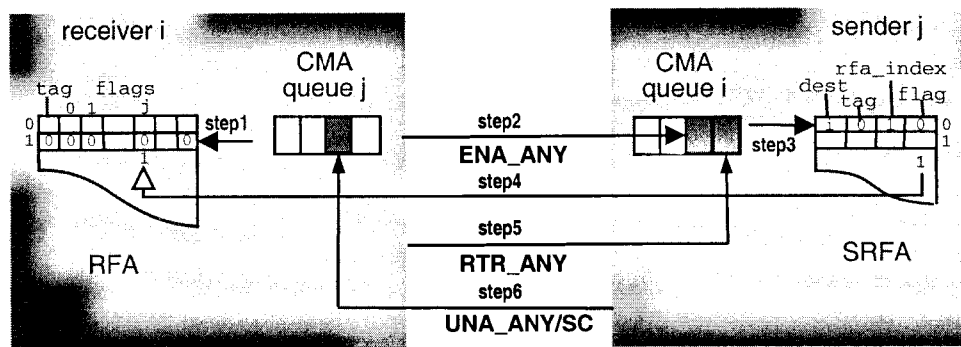 receiver i
sender j
CMA
queue j
CMA
queue i
tag flags
0 1 j
0
1
0 0 0 0 0
1
step1
step2
ENA_ANY
step3
rfa_index
dest
tag
flag
1 0 1 0
0
1
1
step4
step5
RTR_ANY
step6
UNA_ANY/SC
RFA
SRFA